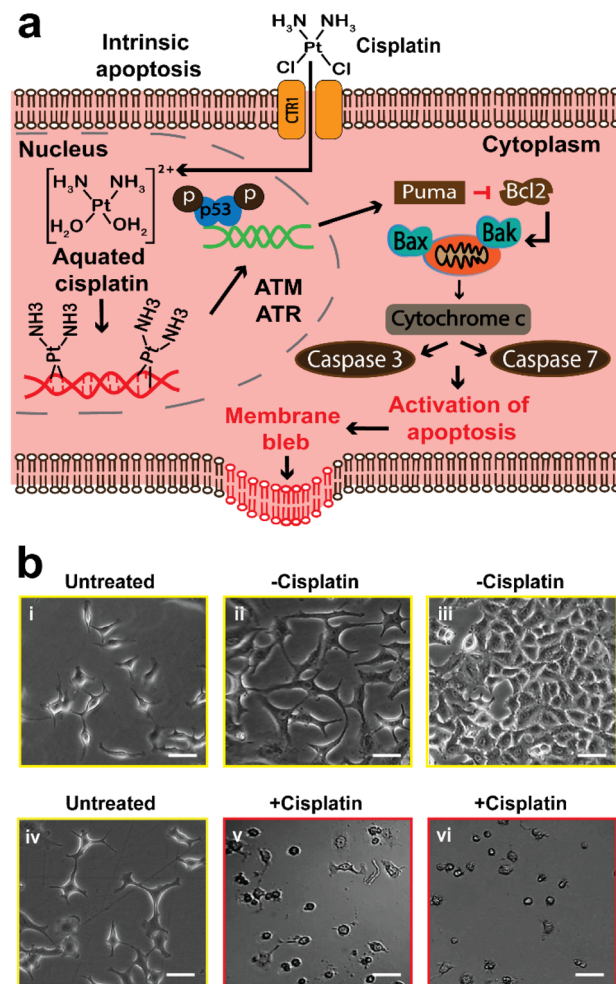 a
Intrinsic
apoptosis
H₃N NH₃
Pt
Cl Cl
Cisplatin
CTR1
Nucleus
Cytoplasm
H₃N NH₃ 2+
Pt
H₂O OH₂
Aquated
cisplatin
p p
p53
Puma
Bcl2
Bax
Bak
ATM
ATR
NH3 NH3
Pt
NH3 NH3
Pt
Cytochrome c
Caspase 3
Caspase 7
Activation of
apoptosis
Membrane
bleb
b
Untreated
-Cisplatin
-Cisplatin
i
ii
iii
Untreated
+Cisplatin
+Cisplatin
iv
v
vi